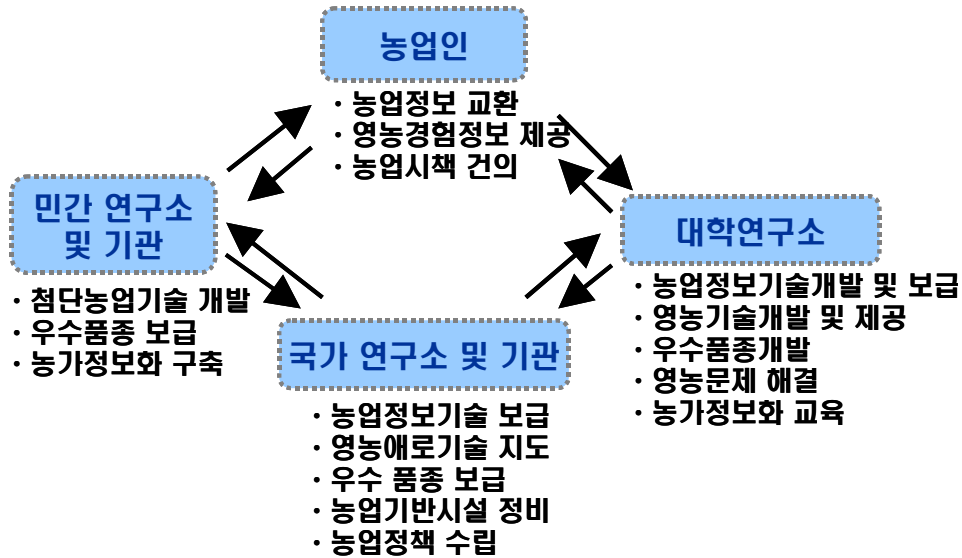 농업인
· 농업정보 교환
· 영농경험정보 제공
· 농업시책 건의
민간 연구소
및 기관
· 첨단농업기술 개발
· 우수품종 보급
· 농가정보화 구축
대학연구소
· 농업정보기술개발 및 보급
· 영농기술개발 및 제공
· 우수품종개발
· 영농문제 해결
· 농가정보화 교육
국가 연구소 및 기관
· 농업정보기술 보급
· 영농애로기술 지도
· 우수 품종 보급
· 농업기반시설 정비
· 농업정책 수립